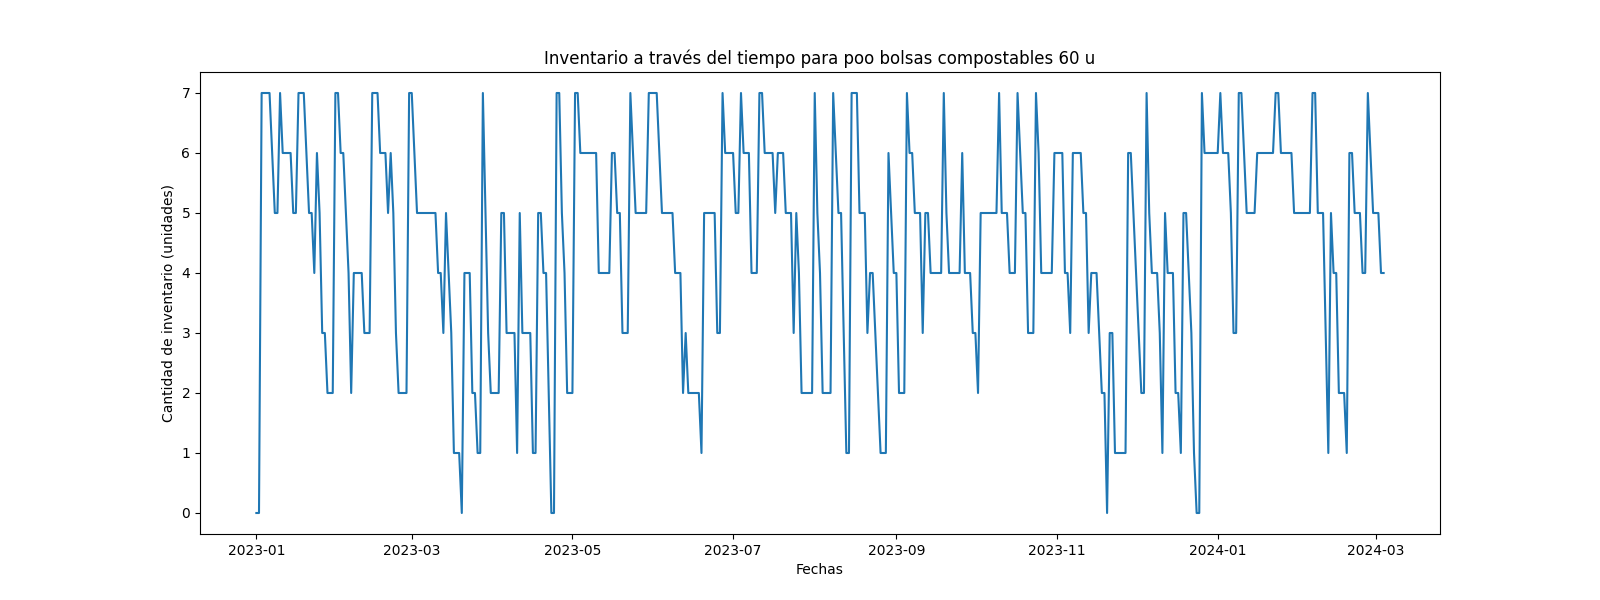 Inventario a través del tiempo para poo bolsas compostables 60 u
Cantidad de inventario (unidades)
7
6
5
4
3
2
1
0
2023-01 2023-03 2023-05 2023-07 2023-09 2023-11 2024-01 2024-03
Fechas